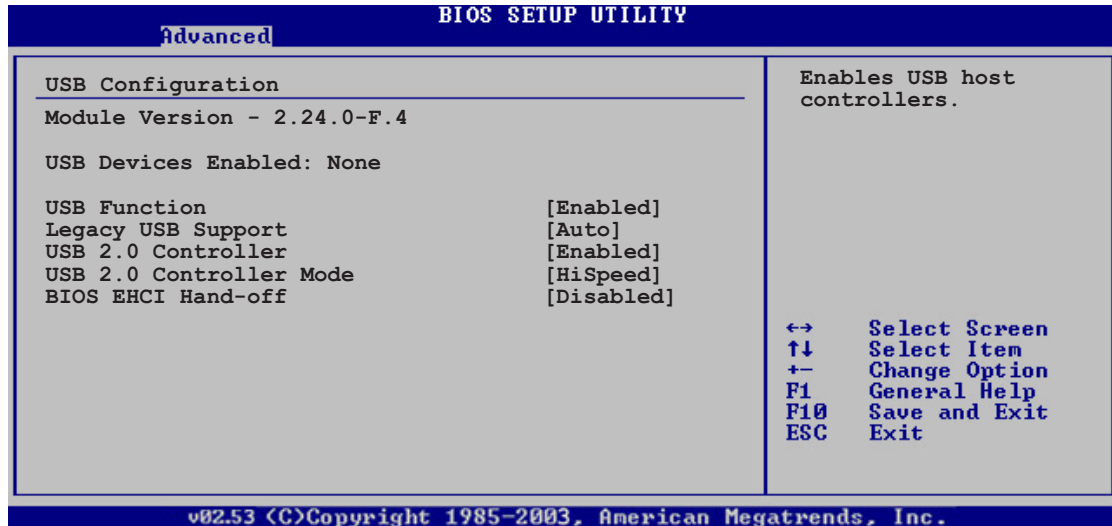 BIOS SETUP UTILITY
Advanced
USB Configuration
Module Version - 2.24.0-F.4
USB Devices Enabled: None
USB Function [Enabled]
Legacy USB Support [Auto]
USB 2.0 Controller [Enabled]
USB 2.0 Controller Mode [HiSpeed]
BIOS EHCI Hand-off [Disabled]
Enables USB host
controllers.
←→ Select Screen
↑↓ Select Item
+- Change Option
F1 General Help
F10 Save and Exit
ESC Exit
v02.53 (C)Copyright 1985-2003, American Megatrends, Inc.